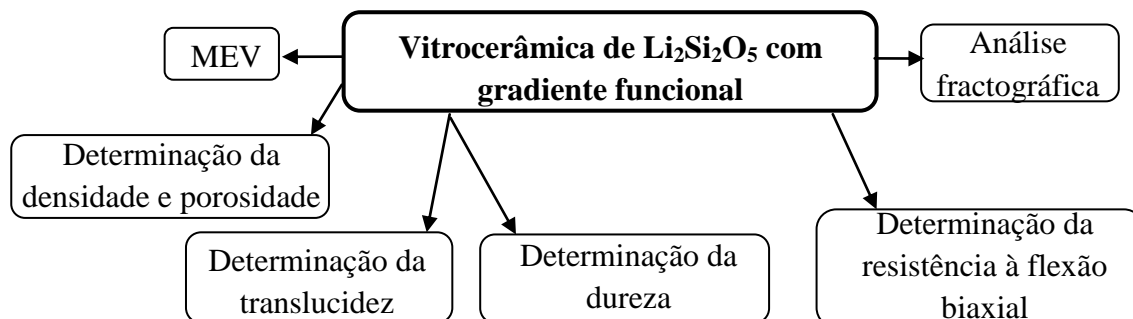 Vitrocerâmica de Li₂Si₂O₅ com
gradiente funcional
MEV
Análise
fractográfica
Determinação da
densidade e porosidade
Determinação da
translucidez
Determinação da
dureza
Determinação da
resistência à flexão
biaxial